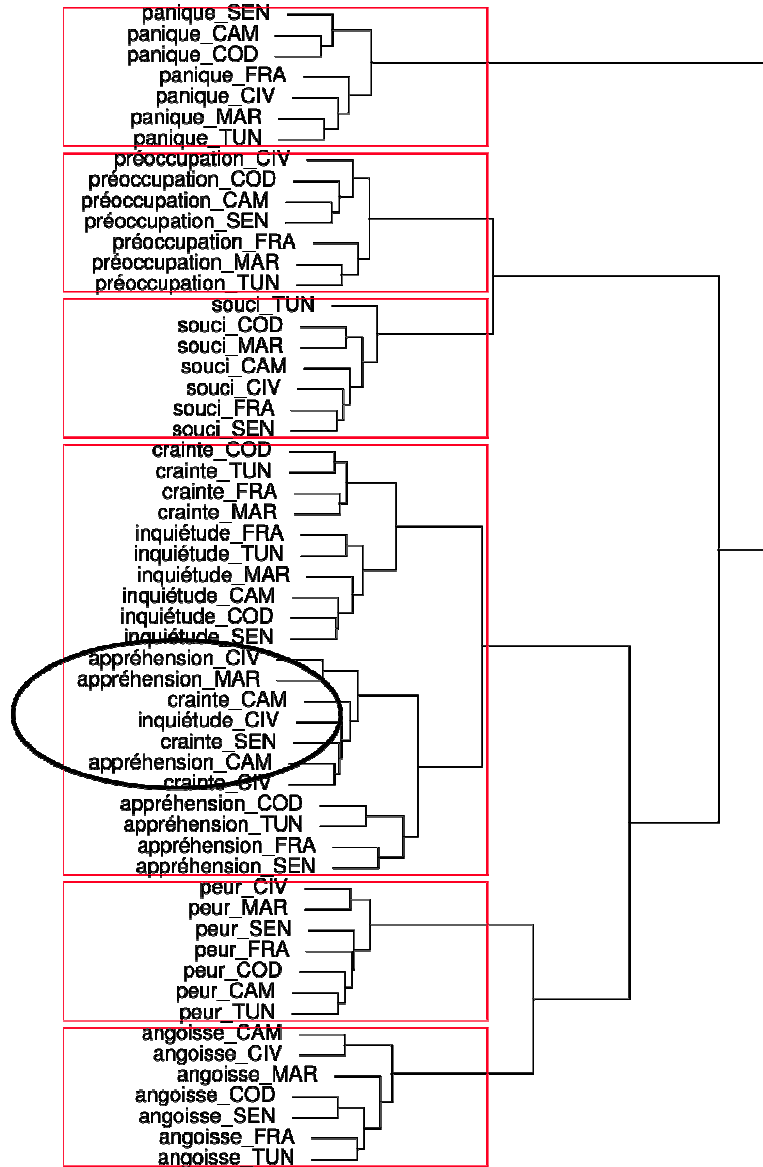 panique_SEN
panique_CAM
panique_COD
panique_FRA
panique_CIV
panique_MAR
panique_TUN
préoccupation_CIV
préoccupation_COD
préoccupation_CAM
préoccupation_SEN
préoccupation_FRA
préoccupation_MAR
préoccupation_TUN
souci_TUN
souci_COD
souci_MAR
souci_CAM
souci_CIV
souci_FRA
souci_SEN
crainte_COD
crainte_TUN
crainte_FRA
crainte_MAR
inquiétude_FRA
inquiétude_TUN
inquiétude_MAR
inquiétude_CAM
inquiétude_COD
inquiétude_SEN
appréhension_CIV
appréhension_MAR
crainte_CAM
inquiétude_CIV
crainte_SEN
appréhension_CAM
crainte_CIV
appréhension_COD
appréhension_TUN
appréhension_FRA
appréhension_SEN
peur_CIV
peur_MAR
peur_SEN
peur_FRA
peur_COD
peur_CAM
peur_TUN
angoisse_CAM
angoisse_CIV
angoisse_MAR
angoisse_COD
angoisse_SEN
angoisse_FRA
angoisse_TUN